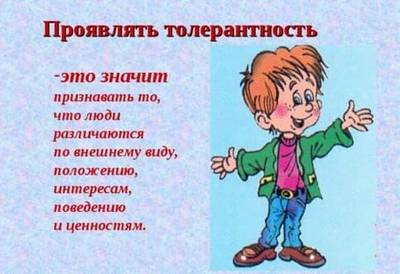 Проявлять толерантность
-это значит
признавать то,
что люди
различаются
по внешнему виду,
положению,
интересам,
поведению
и ценностям.